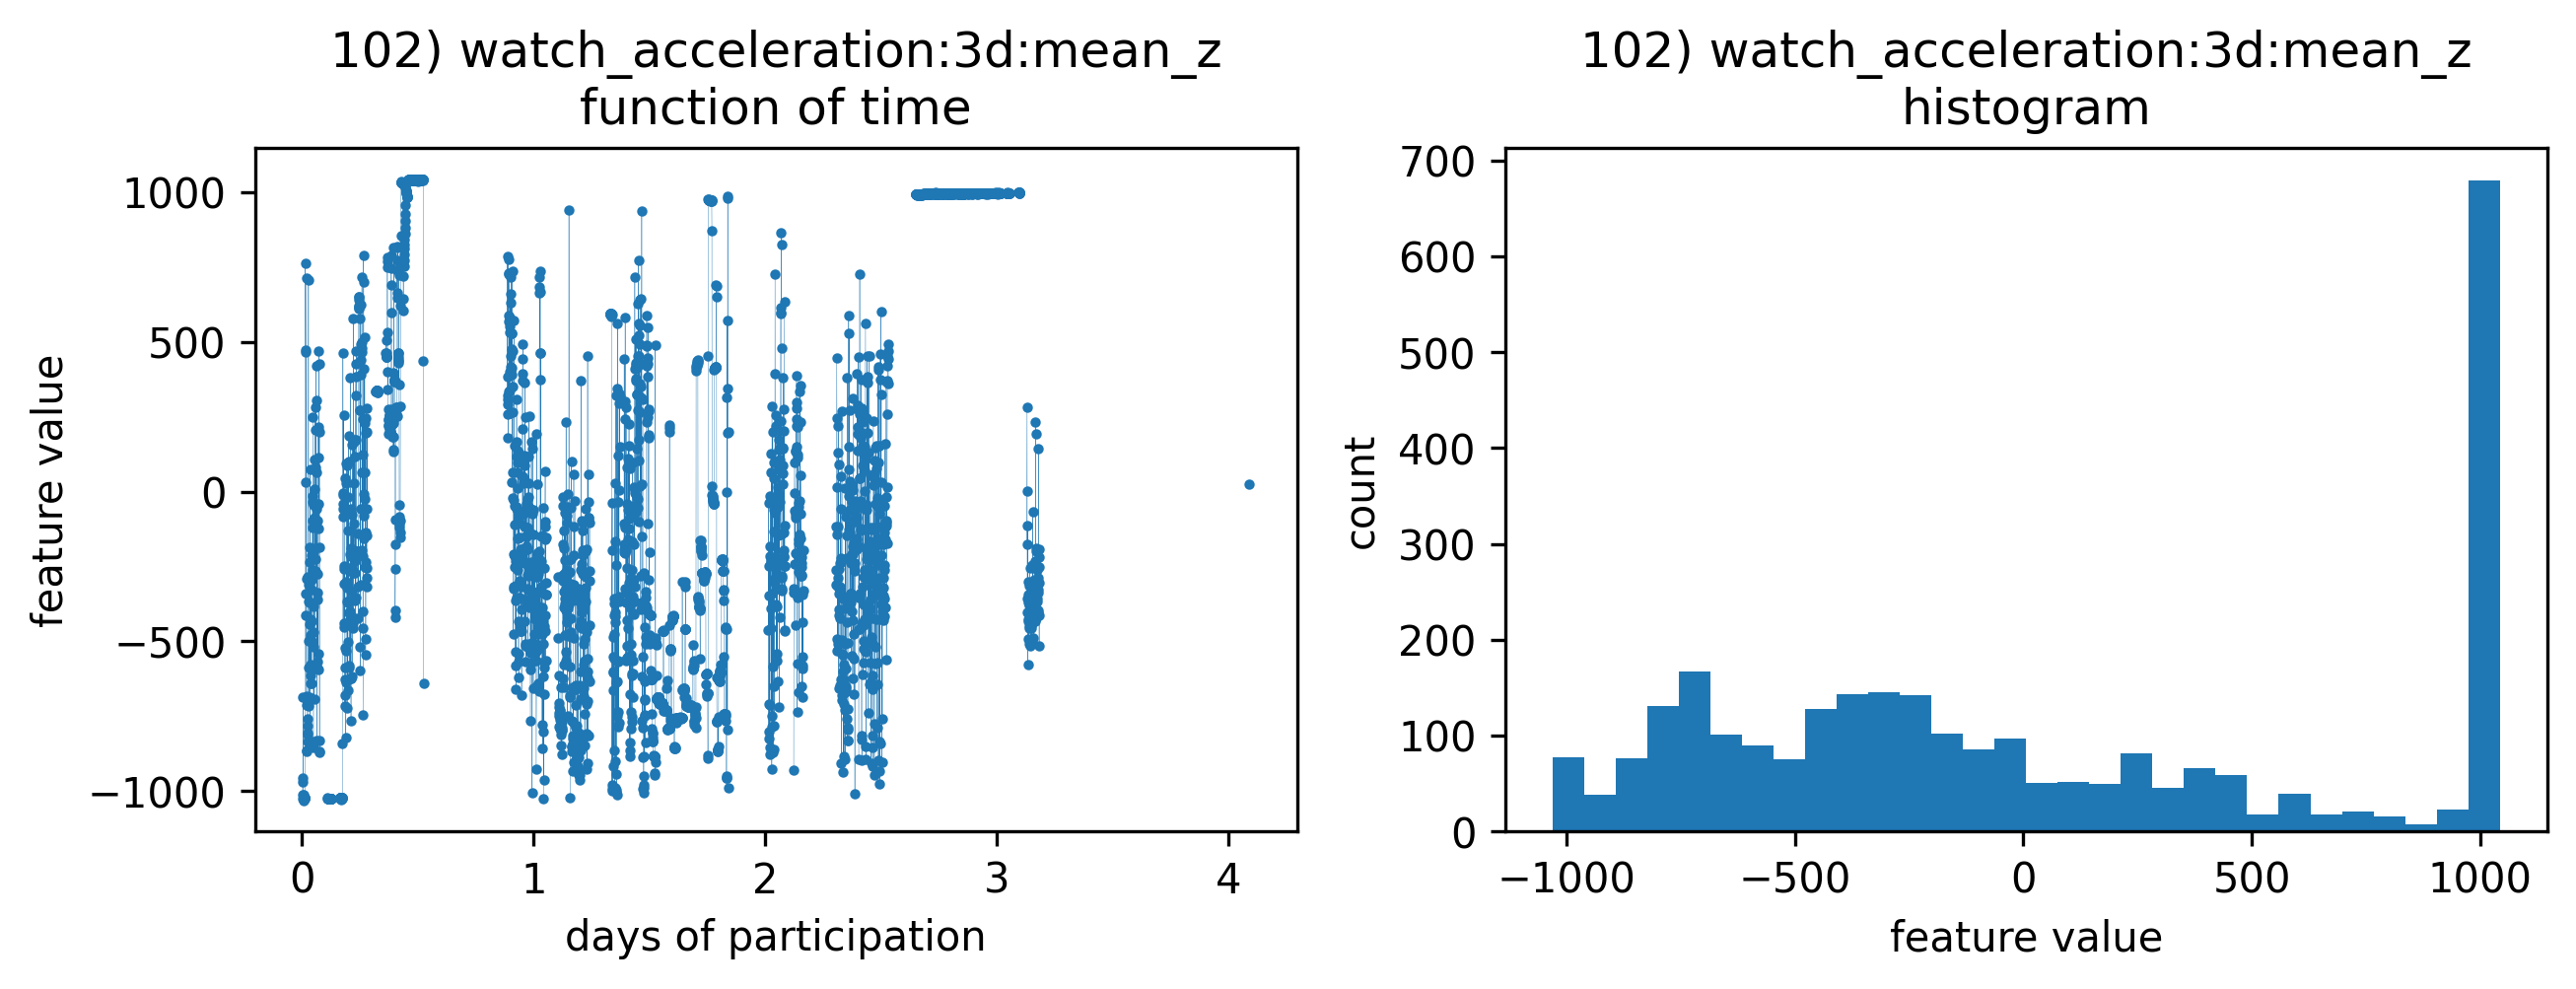 102) watch_acceleration:3d:mean_z
function of time
1000
500
0
−500
−1000
feature value
0 1 2 3 4
days of participation
102) watch_acceleration:3d:mean_z
histogram
700
600
500
400
300
200
100
0
count
−1000 −500 0 500 1000
feature value